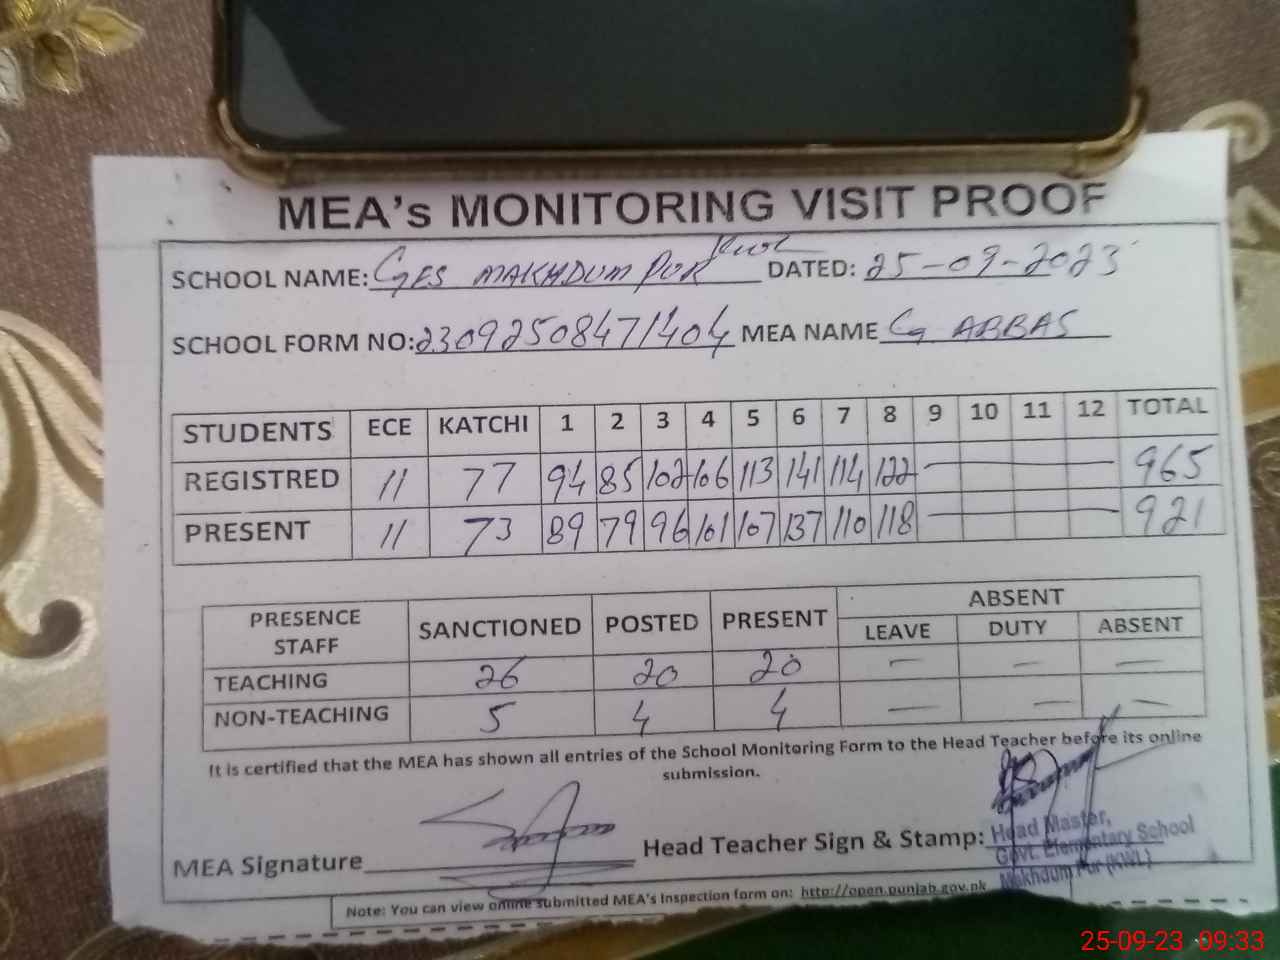 MEA's MONITORING VISIT PROOF
SCHOOL NAME: GES MAKHDUM PUR DATED: 25-09-2023
SCHOOL FORM NO: 23092508471404 MEA NAME G ABBAS
STUDENTS ECE KATCHI 1 2 3 4 5 6 7 8 9 10 11 12 TOTAL
REGISTRED 11 77 94 85 102 106 113 141 114 122 — 965
PRESENT 11 73 89 79 96 101 107 137 110 118 — 921
PRESENCE STAFF SANCTIONED POSTED PRESENT ABSENT
LEAVE DUTY ABSENT
TEACHING 26 20 20 — — —
NON-TEACHING 5 4 4 — — —
It is certified that the MEA has shown all entries of the School Monitoring Form to the Head Teacher before its online
submission.
MEA Signature Head Teacher Sign & Stamp:
Head Master,
Govt. Elementary School
Makhdum Pur (KWL)
Note: You can view online submitted MEA's Inspection form on: http://open.punjab.gov.pk
25-09-23 09:33